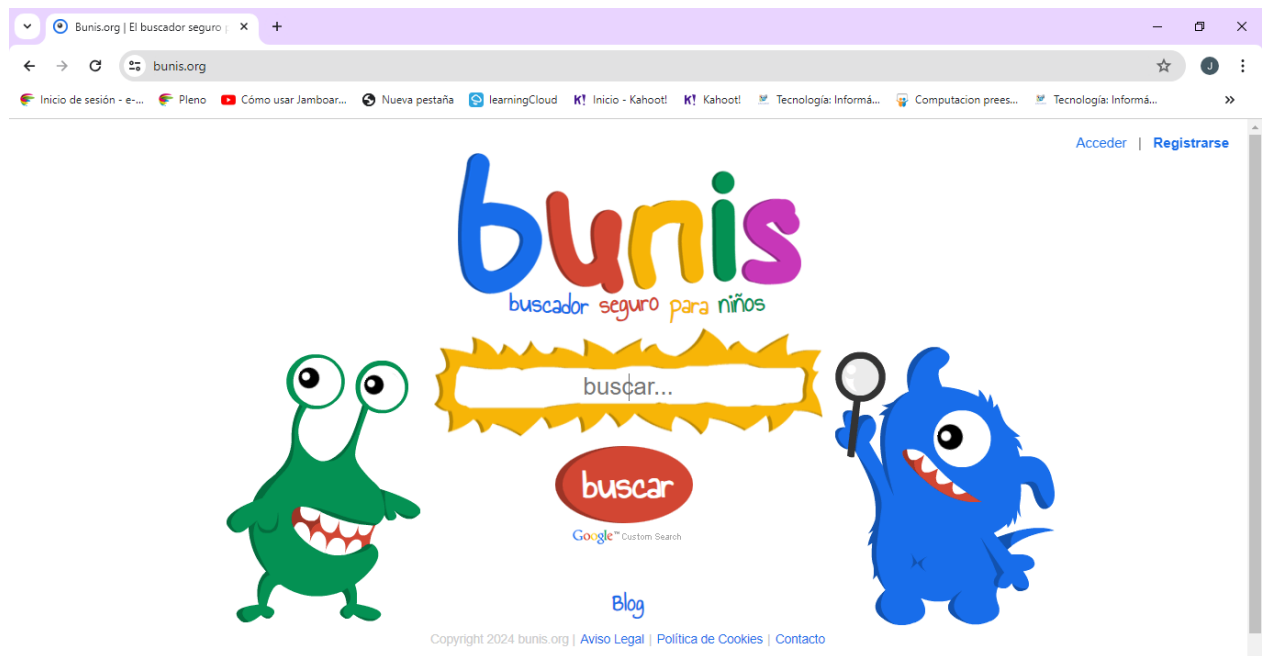 Bunis.org | El buscador seguro p
bunis.org
J
Inicio de sesión - e-... Pleno Cómo usar Jamboar... Nueva pestaña learningCloud K! Inicio - Kahoot! K! Kahoot! Tecnología: Informá... Computacion prees... Tecnología: Informá... »
Acceder | Registrarse
bunis
buscador seguro para niños
buscar...
buscar
Google™ Custom Search
Blog
Copyright 2024 bunis.org | Aviso Legal | Política de Cookies | Contacto